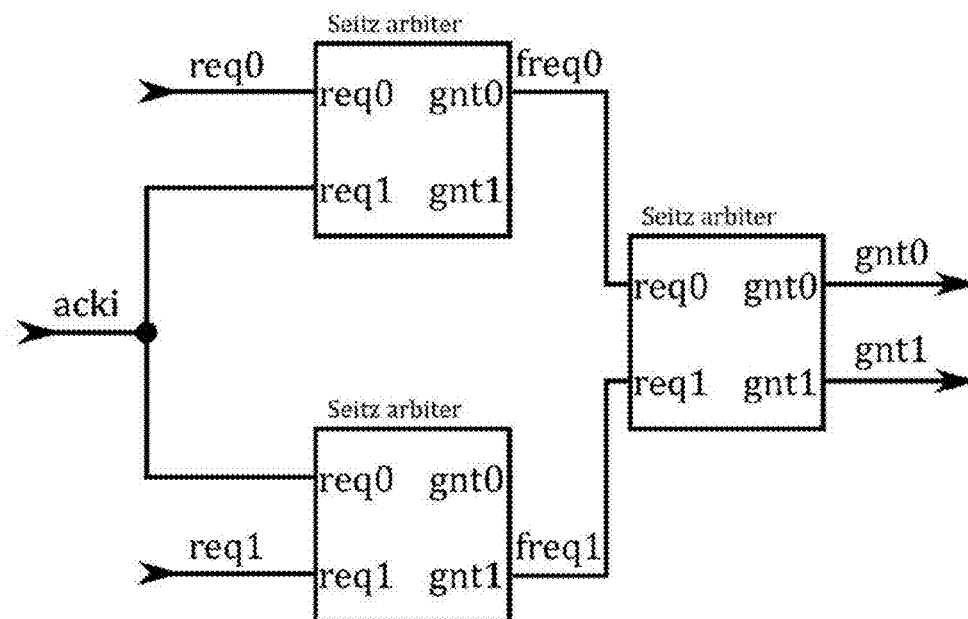 Seitz arbiter
req0
req0 gnt0
freq0
req1 gnt1
Seitz arbiter
acki
req0 gnt0
gnt0
req1 gnt1
gnt1
Seitz arbiter
req0 gnt0
req1
req1 gnt1
freq1